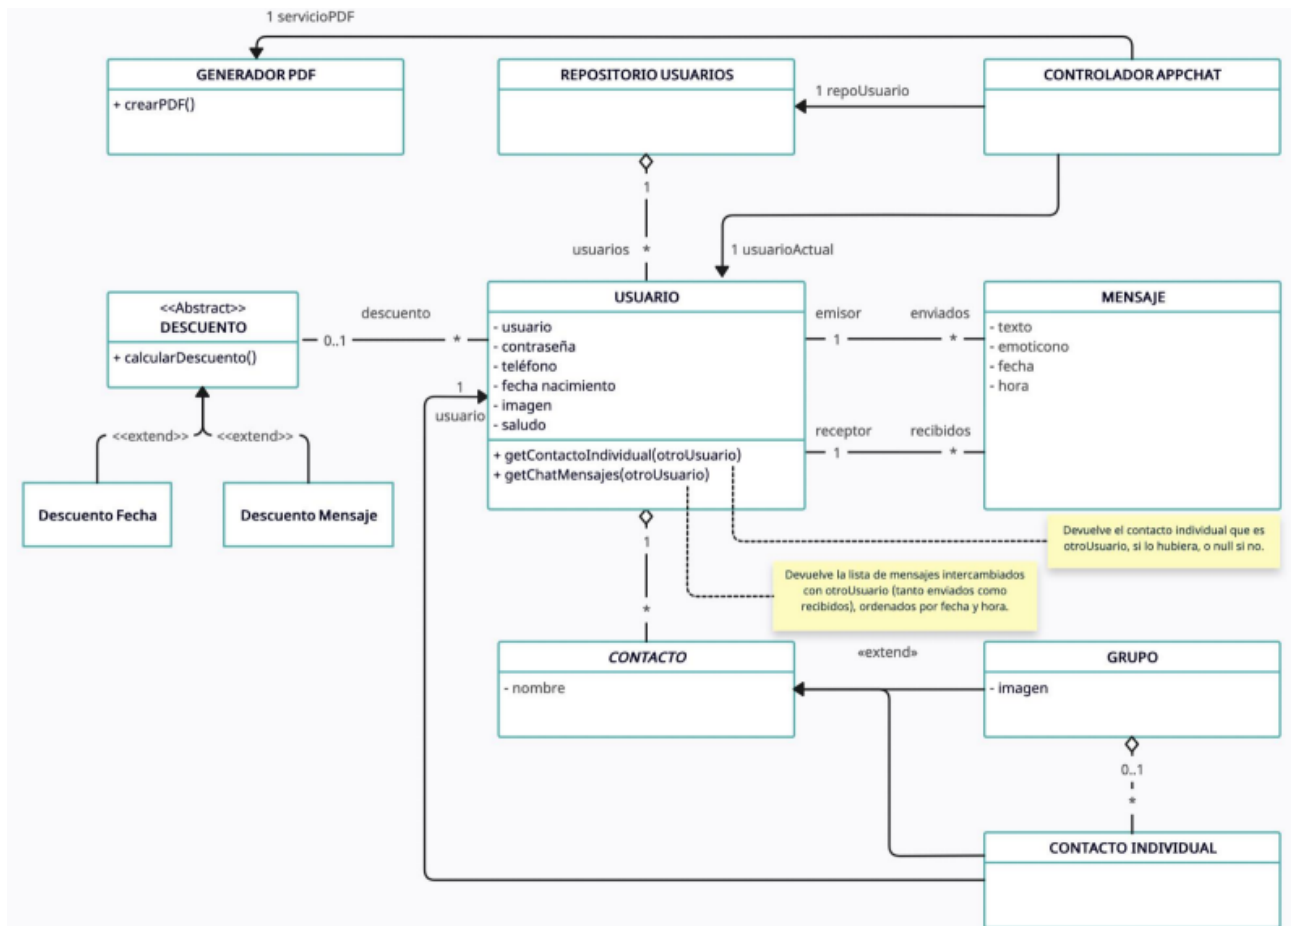 1 servicioPDF
GENERADOR PDF
+ crearPDF()
REPOSITORIO USUARIOS
1 repoUsuario
CONTROLADOR APPCHAT
1
usuarios *
1 usuarioActual
<<Abstract>>
DESCUENTO
+ calcularDescuento()
descuento
0..1 *
<<extend>> <<extend>>
Descuento Fecha
Descuento Mensaje
1
usuario
USUARIO
- usuario
- contraseña
- teléfono
- fecha nacimiento
- imagen
- saludo
+ getContactoIndividual(otroUsuario)
+ getChatMensajes(otroUsuario)
emisor enviados
1 *
receptor recibidos
1 *
MENSAJE
- texto
- emoticono
- fecha
- hora
Devuelve el contacto individual que es
otroUsuario, si lo hubiera, o null si no.
Devuelve la lista de mensajes intercambiados
con otroUsuario (tanto enviados como
recibidos), ordenados por fecha y hora.
1
*
CONTACTO
- nombre
«extend»
GRUPO
- imagen
0..1
*
CONTACTO INDIVIDUAL